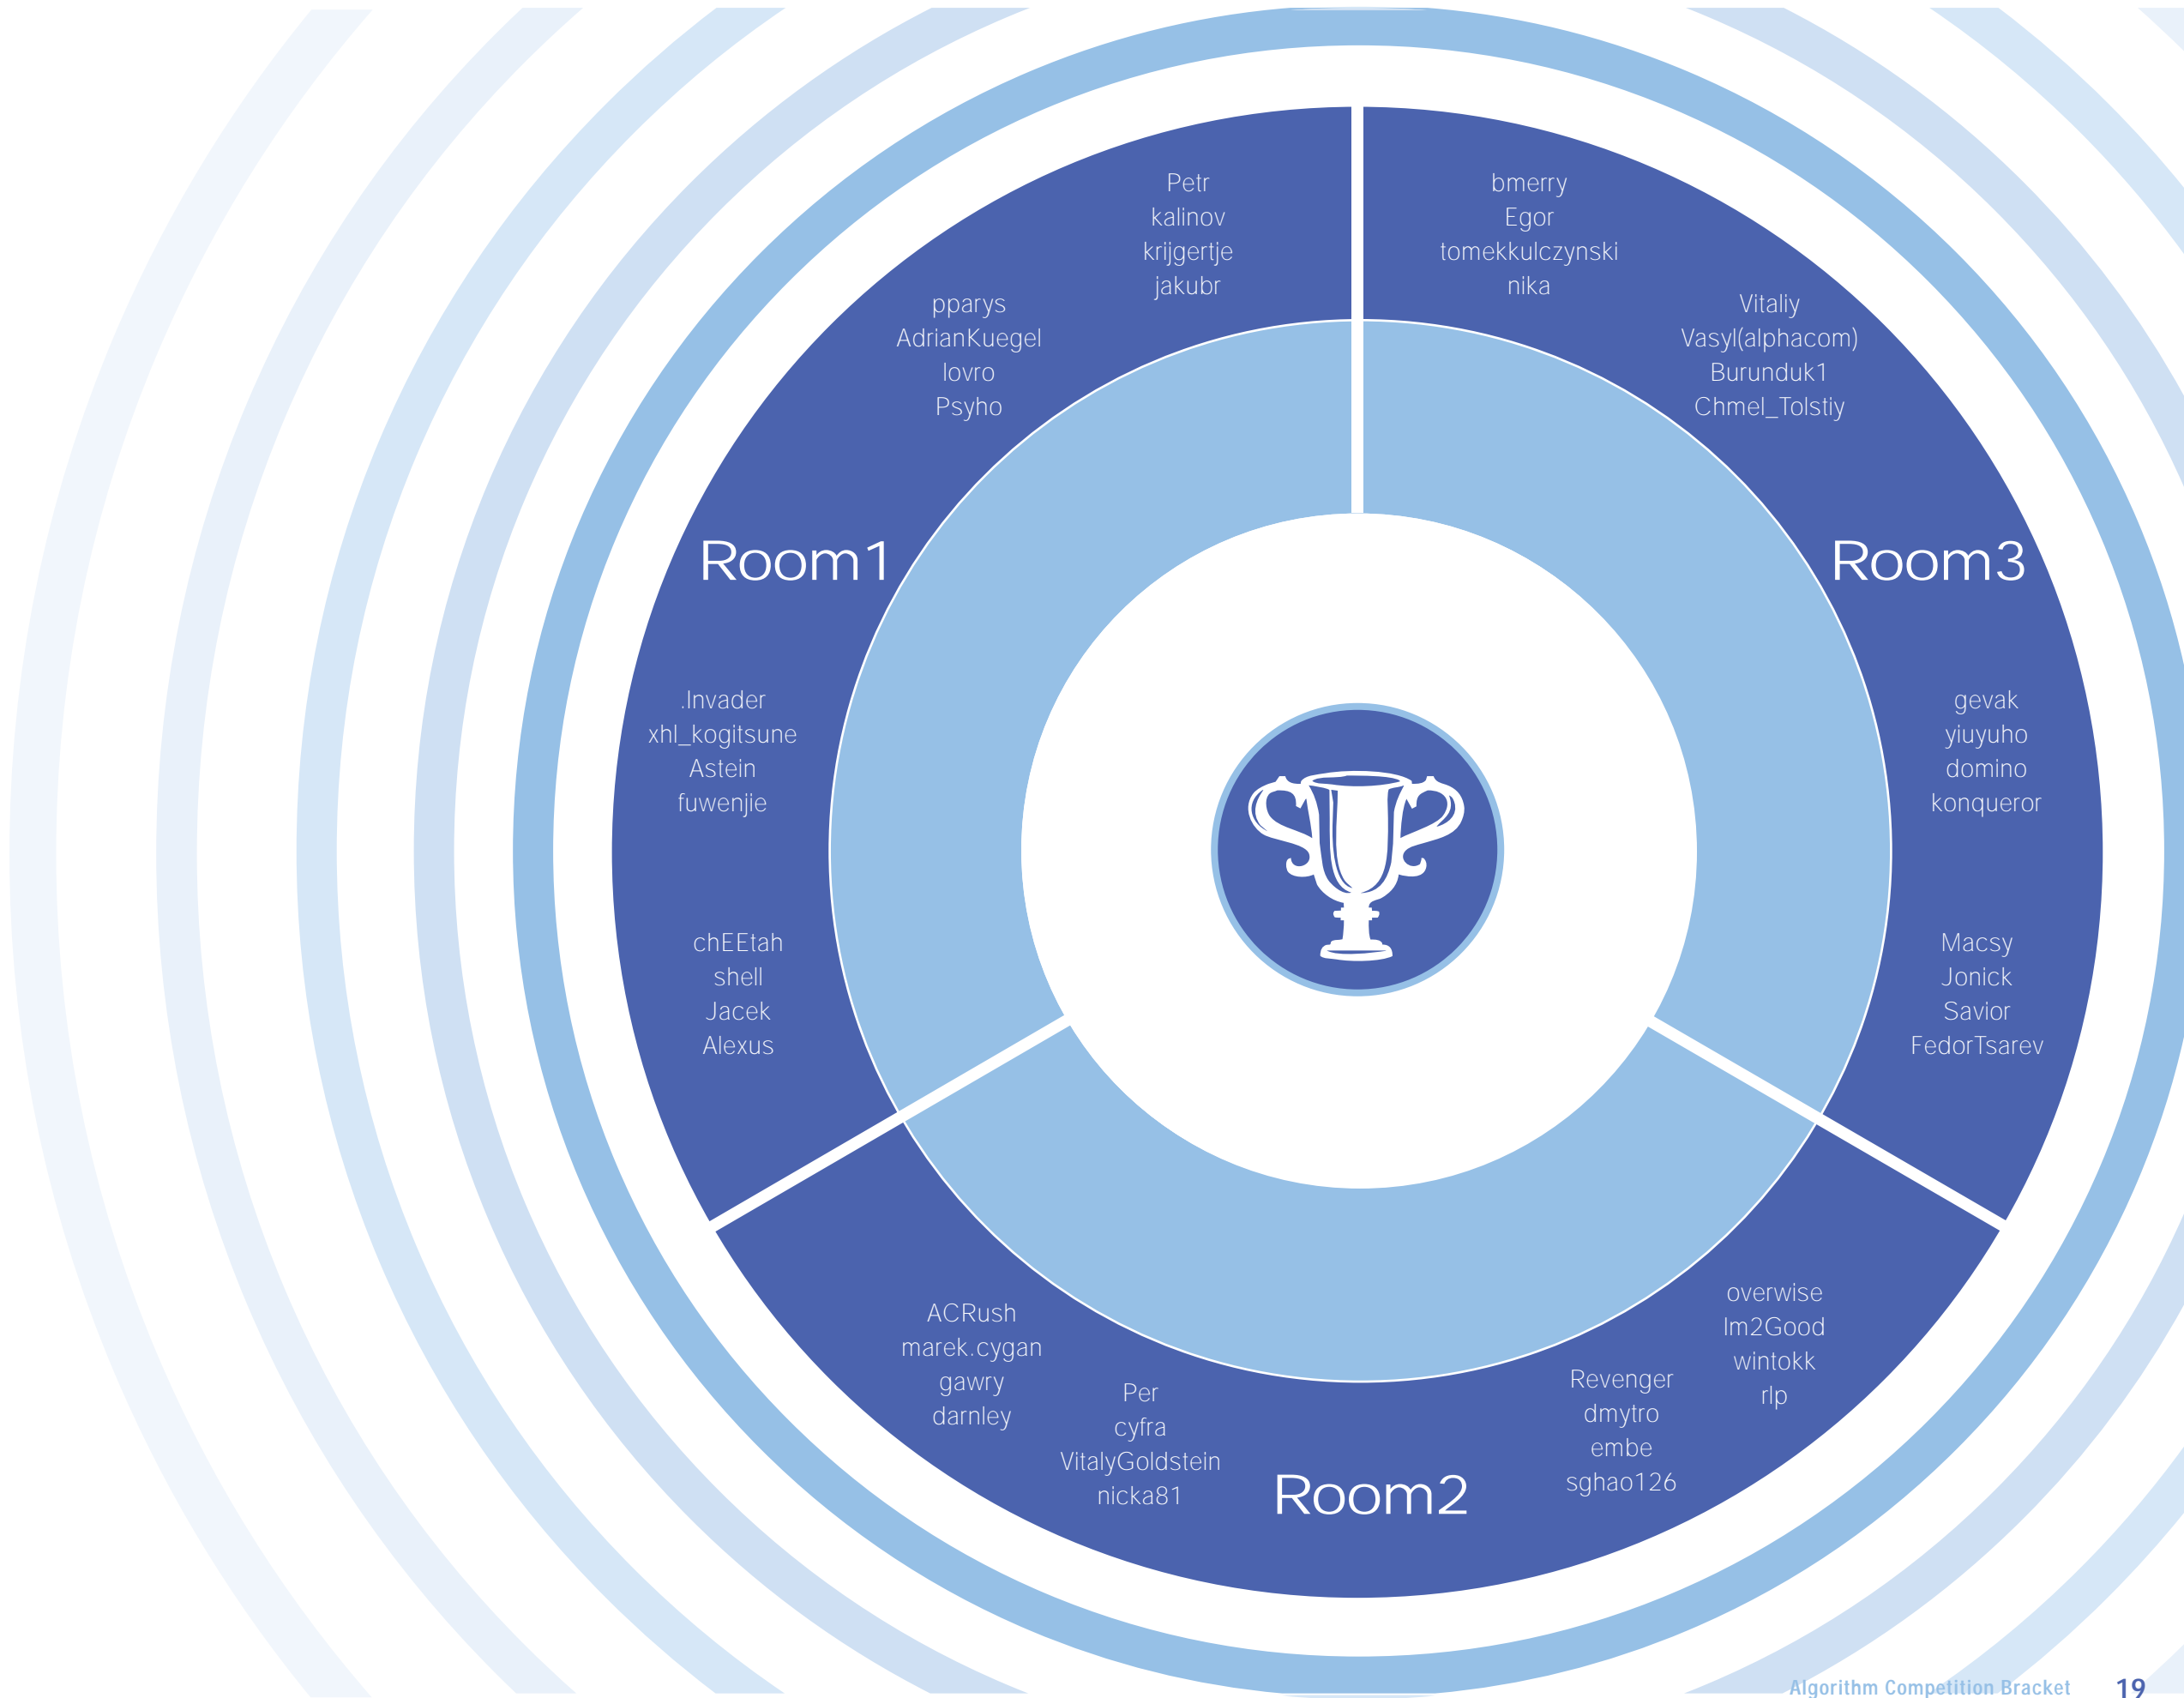 Petr
kalinov
krijgertje
jakubr
pparys
AdrianKuegel
lovro
Psyho
Room1
.Invader
xhl_kogitsune
Astein
fuwenjie
chEEtah
shell
Jacek
Alexus
bmerry
Egor
tomekkulczynski
nika
Vitaliy
Vasyl(alphacom)
Burunduk1
Chmel_Tolstiy
Room3
gevak
yiuyuho
domino
konqueror
Macsy
Jonick
Savior
FedorTsarev
ACRush
marek.cygan
gawry
darnley
Per
cyfra
VitalyGoldstein
nicka81
Room2
Revenger
dmytro
embe
sghao126
overwise
Im2Good
wintokk
rlp
Algorithm Competition Bracket 19